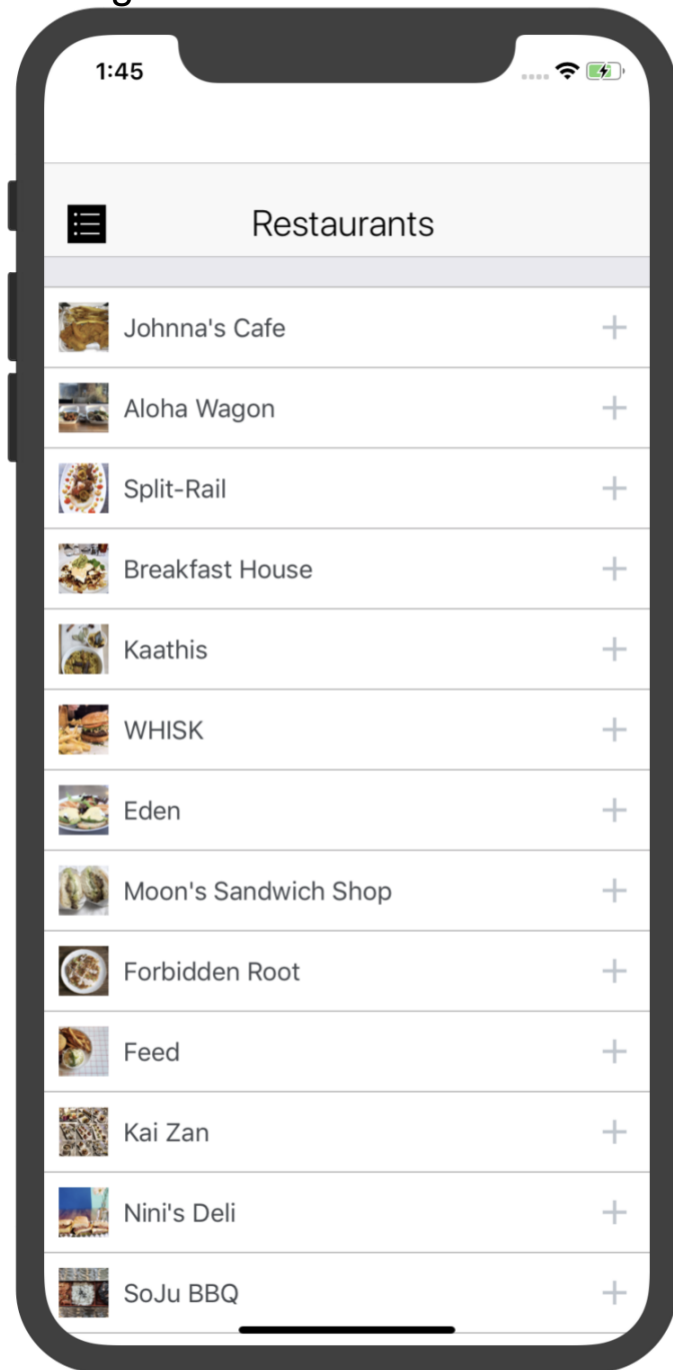 1:45
Restaurants
Johnna's Cafe
Aloha Wagon
Split-Rail
Breakfast House
Kaathis
WHISK
Eden
Moon's Sandwich Shop
Forbidden Root
Feed
Kai Zan
Nini's Deli
SoJu BBQ